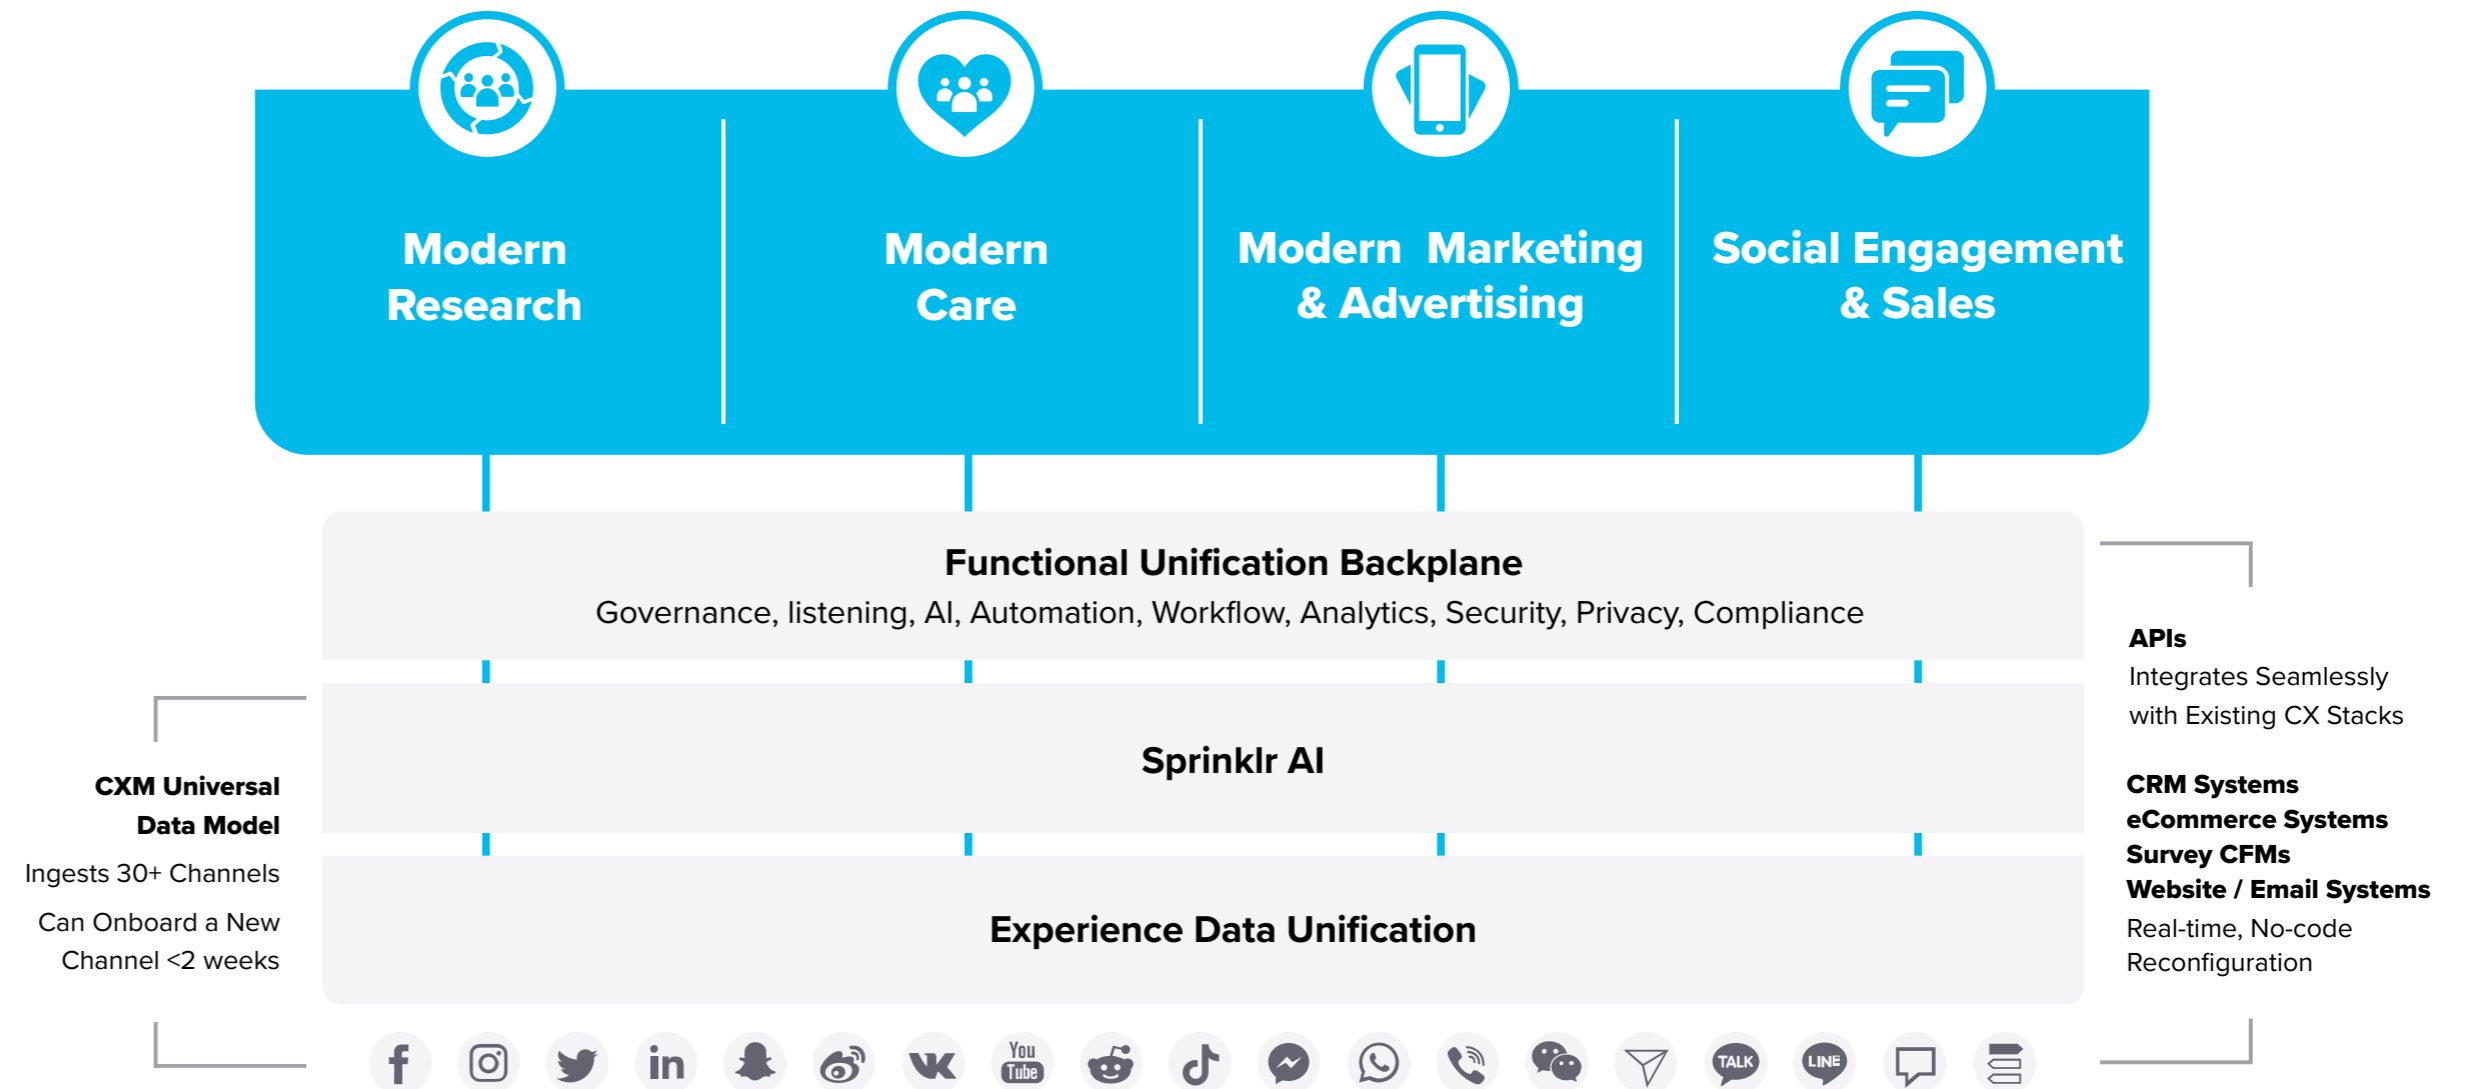 Modern
Research
Modern
Care
Modern Marketing
& Advertising
Social Engagement
& Sales
Functional Unification Backplane
Governance, listening, AI, Automation, Workflow, Analytics, Security, Privacy, Compliance
Sprinklr AI
Experience Data Unification
CXM Universal
Data Model
Ingests 30+ Channels
Can Onboard a New
Channel <2 weeks
APIs
Integrates Seamlessly
with Existing CX Stacks
CRM Systems
eCommerce Systems
Survey CFMs
Website / Email Systems
Real-time, No-code
Reconfiguration
f
in
VK
You
Tube
TALK
LINE